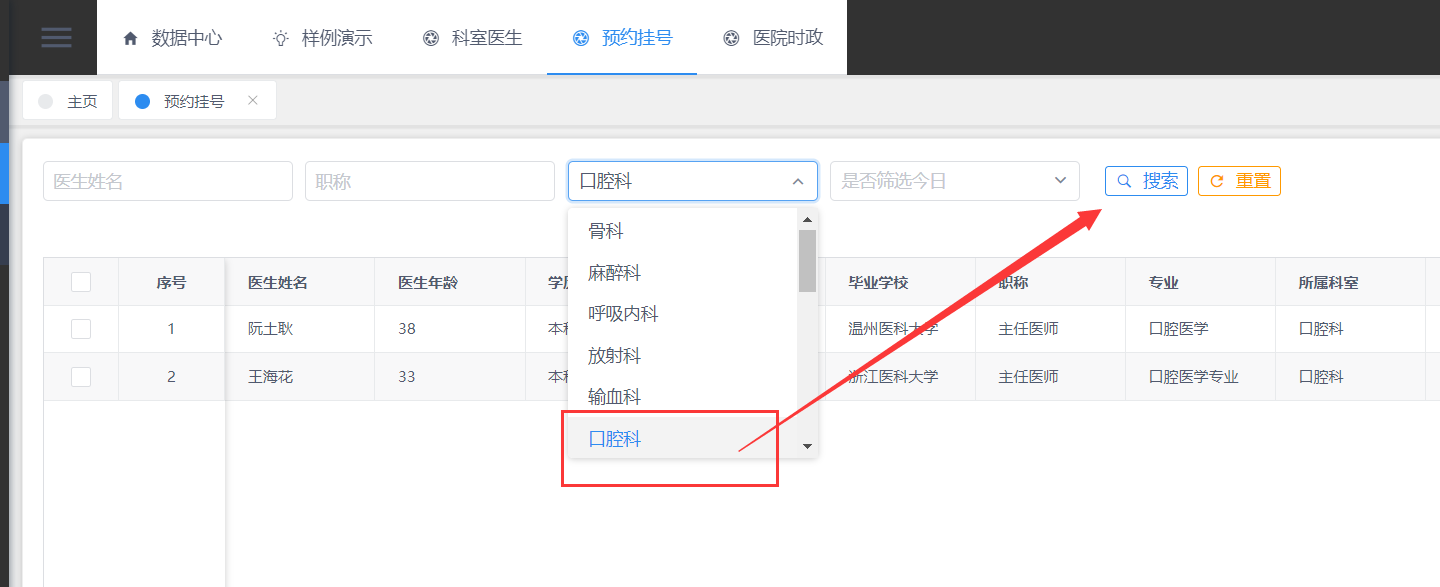 数据中心 样例演示 科室医生 预约挂号 医院时政
主页 预约挂号
医生姓名 职称 口腔科 是否筛选今日 搜索 重置
骨科
麻醉科
呼吸内科
放射科
输血科
口腔科
序号 医生姓名 医生年龄 毕业学校 职称 专业 所属科室
1 阮土耿 38 本科 温州医科大学 主任医师 口腔医学 口腔科
2 王海花 33 本科 浙江医科大学 主任医师 口腔医学专业 口腔科